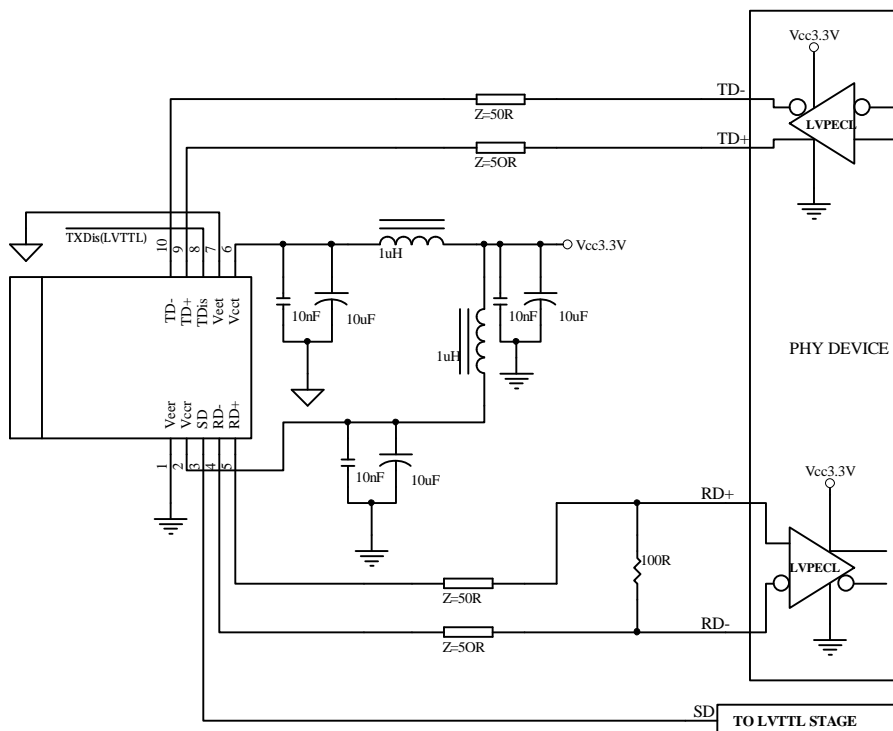 Vcc3.3V
TD-
LVPECL
Z=50R
TD+
Z=5OR
TXDis(LVTTL)
10
9
8
7
6
1uH
Vcc3.3V
TD-
TD+
TDis
Veet
Vcct
10nF
10uF
10nF
10uF
1uH
PHY DEVICE
Veer
Vccr
SD
RD-
RD+
1
2
3
4
5
10nF
10uF
Vcc3.3V
RD+
LVPECL
100R
Z=50R
RD-
Z=5OR
SD
TO LVTTL STAGE